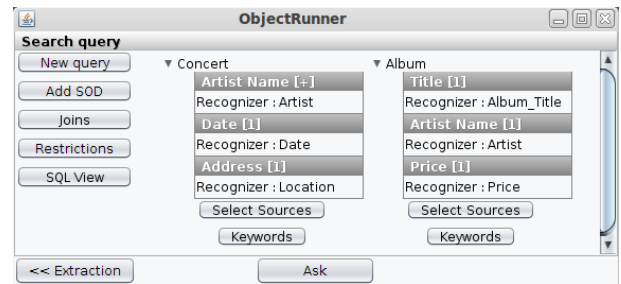 ObjectRunner
Search query
New query
Add SOD
Joins
Restrictions
SQL View
▼ Concert
Artist Name [+]
Recognizer : Artist
Date [1]
Recognizer : Date
Address [1]
Recognizer : Location
Select Sources
Keywords
▼ Album
Title [1]
Recognizer : Album_Title
Artist Name [1]
Recognizer : Artist
Price [1]
Recognizer : Price
Select Sources
Keywords
<< Extraction
Ask